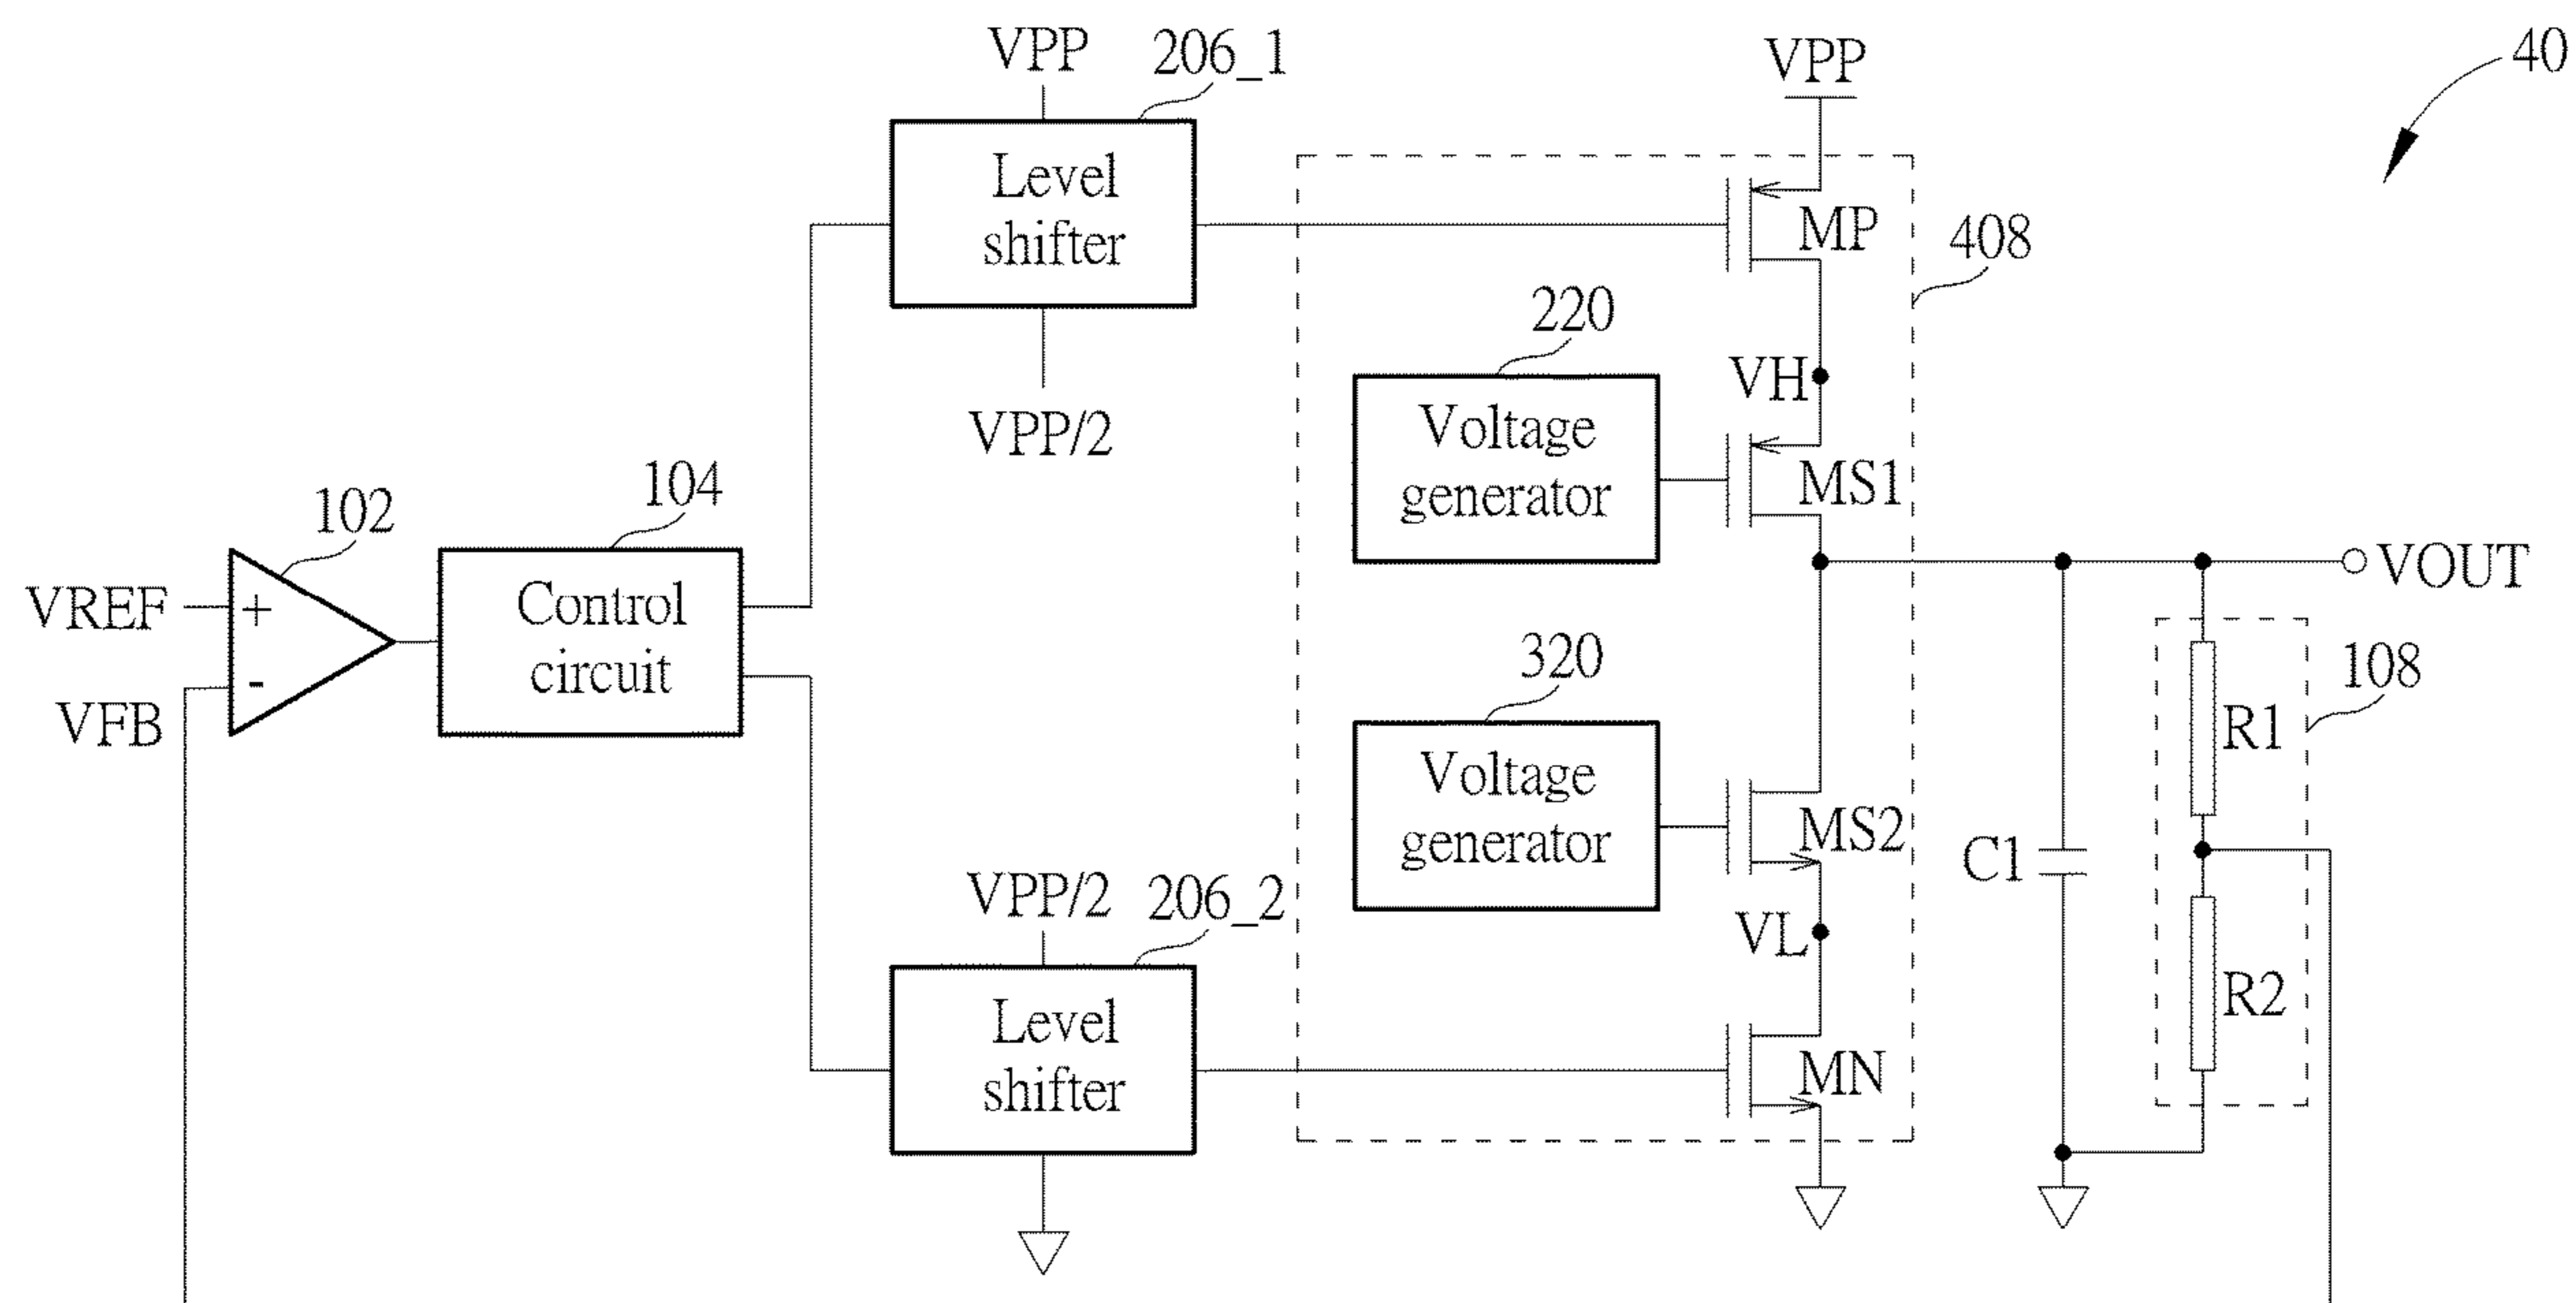 VPP
206_1
VPP
40
Level
shifter
MP
408
220
VPP/2
Voltage
generator
VH
MS1
102
104
VREF
+
Control
circuit
VFB
-
VOUT
320
108
Voltage
generator
R1
MS2
C1
VPP/2
206_2
VL
Level
shifter
R2
MN